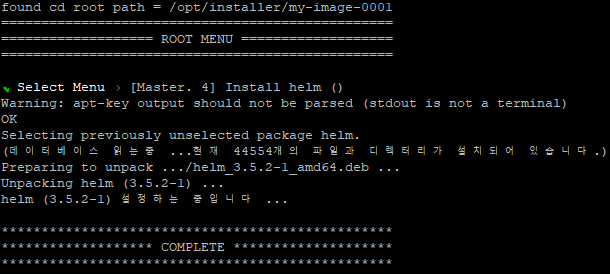 found cd root path = /opt/installer/my-image-0001
=================================================
=================== ROOT MENU ===================
=================================================
✔ Select Menu › [Master. 4] Install helm ()
Warning: apt-key output should not be parsed (stdout is not a terminal)
OK
Selecting previously unselected package helm.
(데이터베이스 읽는중 ...현재 44554개의 파일과 디렉터리가 설치되어 있습니다.)
Preparing to unpack .../helm_3.5.2-1_amd64.deb ...
Unpacking helm (3.5.2-1) ...
helm (3.5.2-1) 설정하는 중입니다 ...
*************************************************
******************* COMPLETE ********************
*************************************************